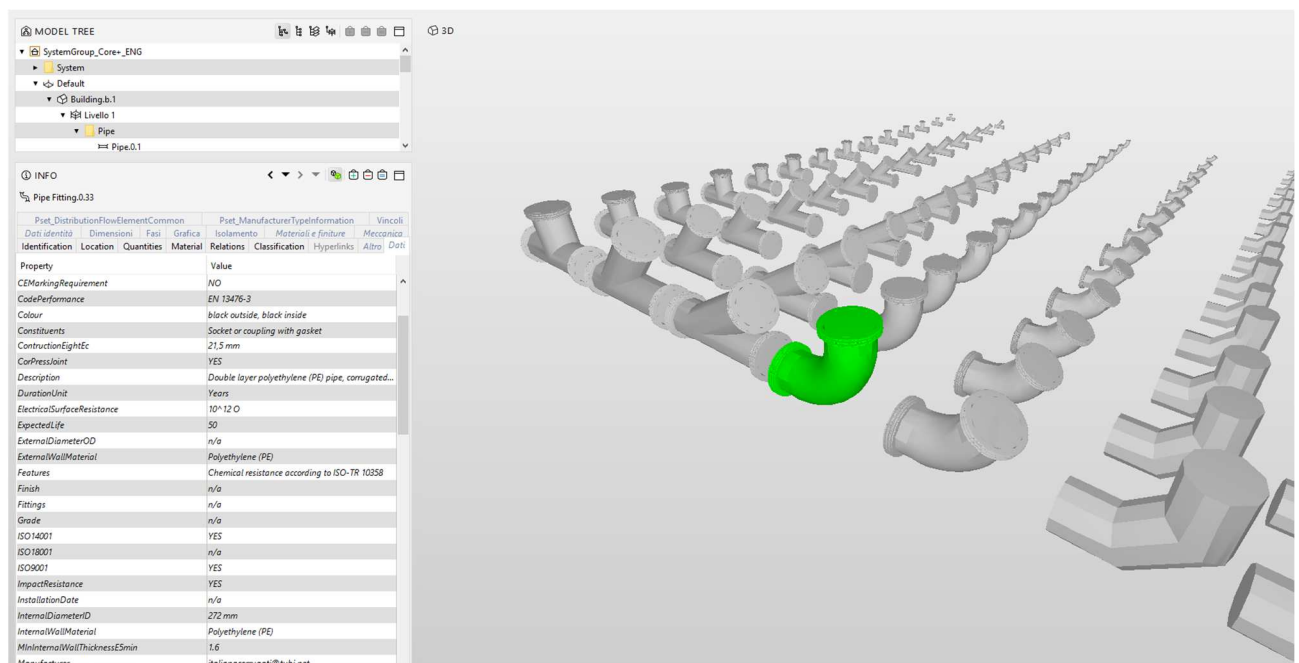 MODEL TREE
3D
SystemGroup_Core+_ENG
System
Default
Building.b.1
Livello 1
Pipe
Pipe.0.1
INFO
Pipe Fitting.0.33
Pset_DistributionFlowElementCommon Pset_ManufacturerTypeInformation Vincoli
Dati identità Dimensioni Fasi Grafica Isolamento Materiali e finiture Meccanica
Identification Location Quantities Material Relations Classification Hyperlinks Altro Dati
Property Value
CEMarkingRequirement NO
CodePerformance EN 13476-3
Colour black outside, black inside
Constituents Socket or coupling with gasket
ContructionEightEc 21,5 mm
CorPressJoint YES
Description Double layer polyethylene (PE) pipe, corrugated...
DurationUnit Years
ElectricalSurfaceResistance 10^12 O
ExpectedLife 50
ExternalDiameterOD n/a
ExternalWallMaterial Polyethylene (PE)
Features Chemical resistance according to ISO-TR 10358
Finish n/a
Fittings n/a
Grade n/a
ISO14001 YES
ISO18001 n/a
ISO9001 YES
ImpactResistance YES
InstallationDate n/a
InternalDiameterID 272 mm
InternalWallMaterial Polyethylene (PE)
MInInternalWallThicknessE5min 1.6